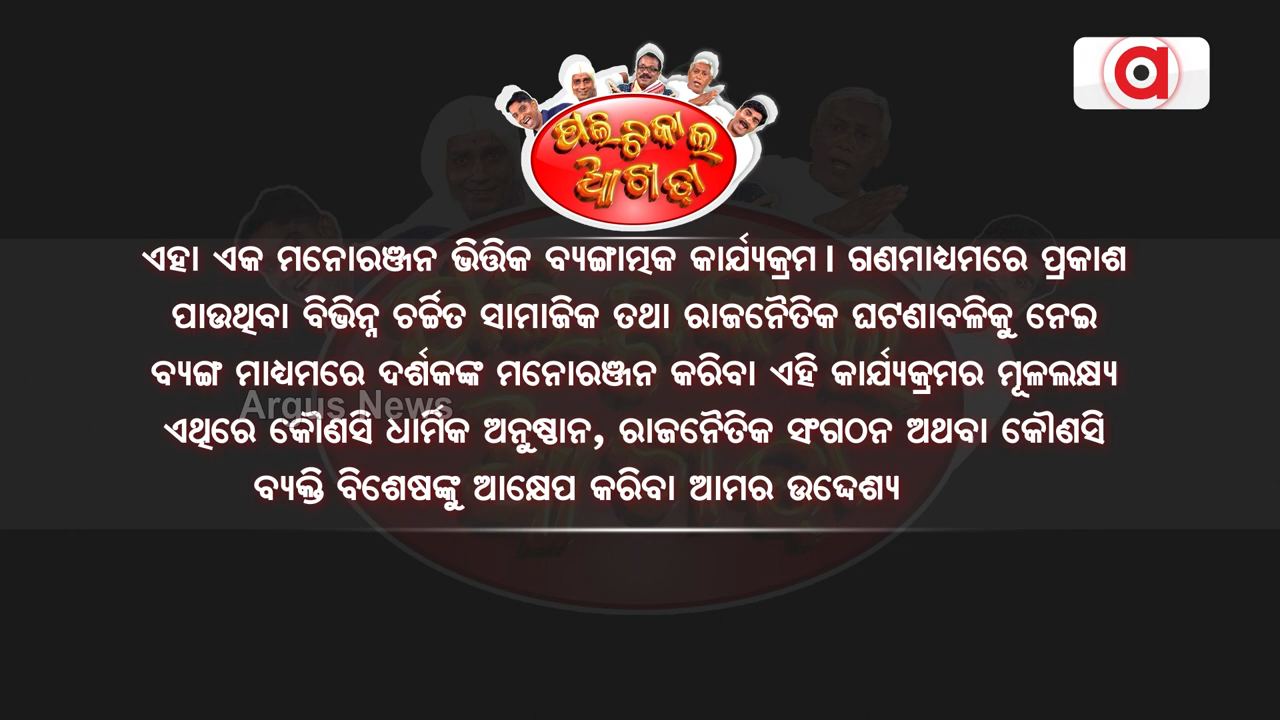 ପଲିଟିକାଲ
ଆଖଡ଼ା
ଏହା ଏକ ମନୋରଞ୍ଜନ ଭିତ୍ତିକ ବ୍ୟଙ୍ଗାତ୍ମକ କାର୍ଯ୍ୟକ୍ରମ। ଗଣମାଧ୍ୟମରେ ପ୍ରକାଶ
ପାଉଥିବା ବିଭିନ୍ନ ଚର୍ଚ୍ଚିତ ସାମାଜିକ ତଥା ରାଜନୈତିକ ଘଟଣାବଳିକୁ ନେଇ
ବ୍ୟଙ୍ଗ ମାଧ୍ୟମରେ ଦର୍ଶକଙ୍କ ମନୋରଞ୍ଜନ କରିବା ଏହି କାର୍ଯ୍ୟକ୍ରମର ମୂଳଲକ୍ଷ୍ୟ
Argus News
ଏଥିରେ କୌଣସି ଧାର୍ମିକ ଅନୁଷ୍ଠାନ, ରାଜନୈତିକ ସଂଗଠନ ଅଥବା କୌଣସି
ବ୍ୟକ୍ତି ବିଶେଷଙ୍କୁ ଆକ୍ଷେପ କରିବା ଆମର ଉଦ୍ଦେଶ୍ୟ